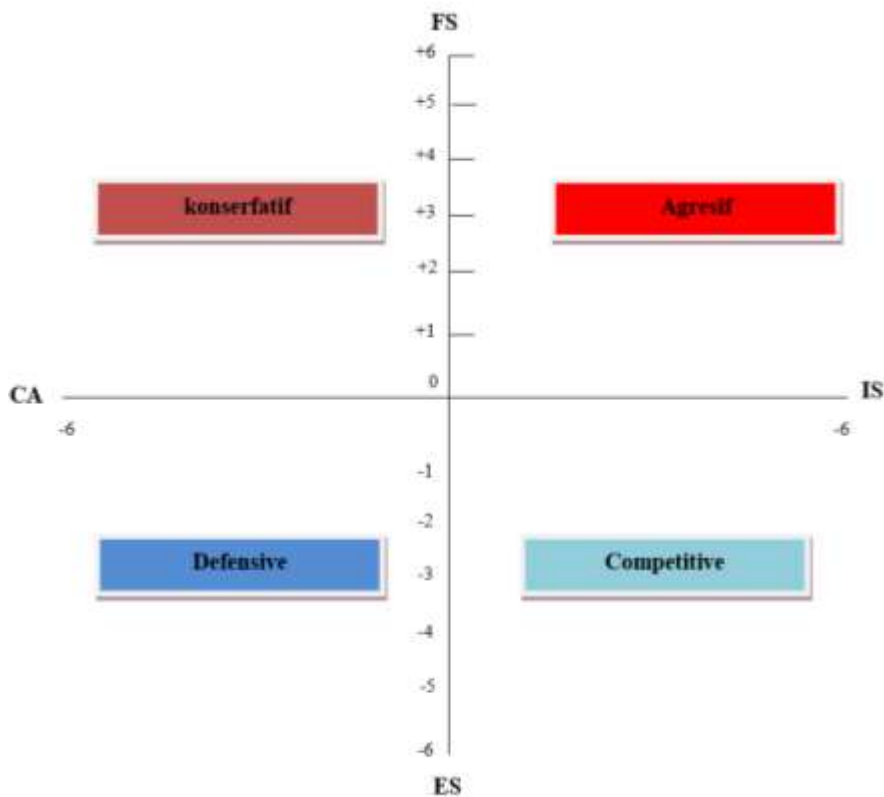 FS
+6
+5
+4
konserfatif
Agresif
+3
+2
+1
0
CA
IS
-6
-6
-1
-2
Defensive
Competitive
-3
-4
-5
-6
ES